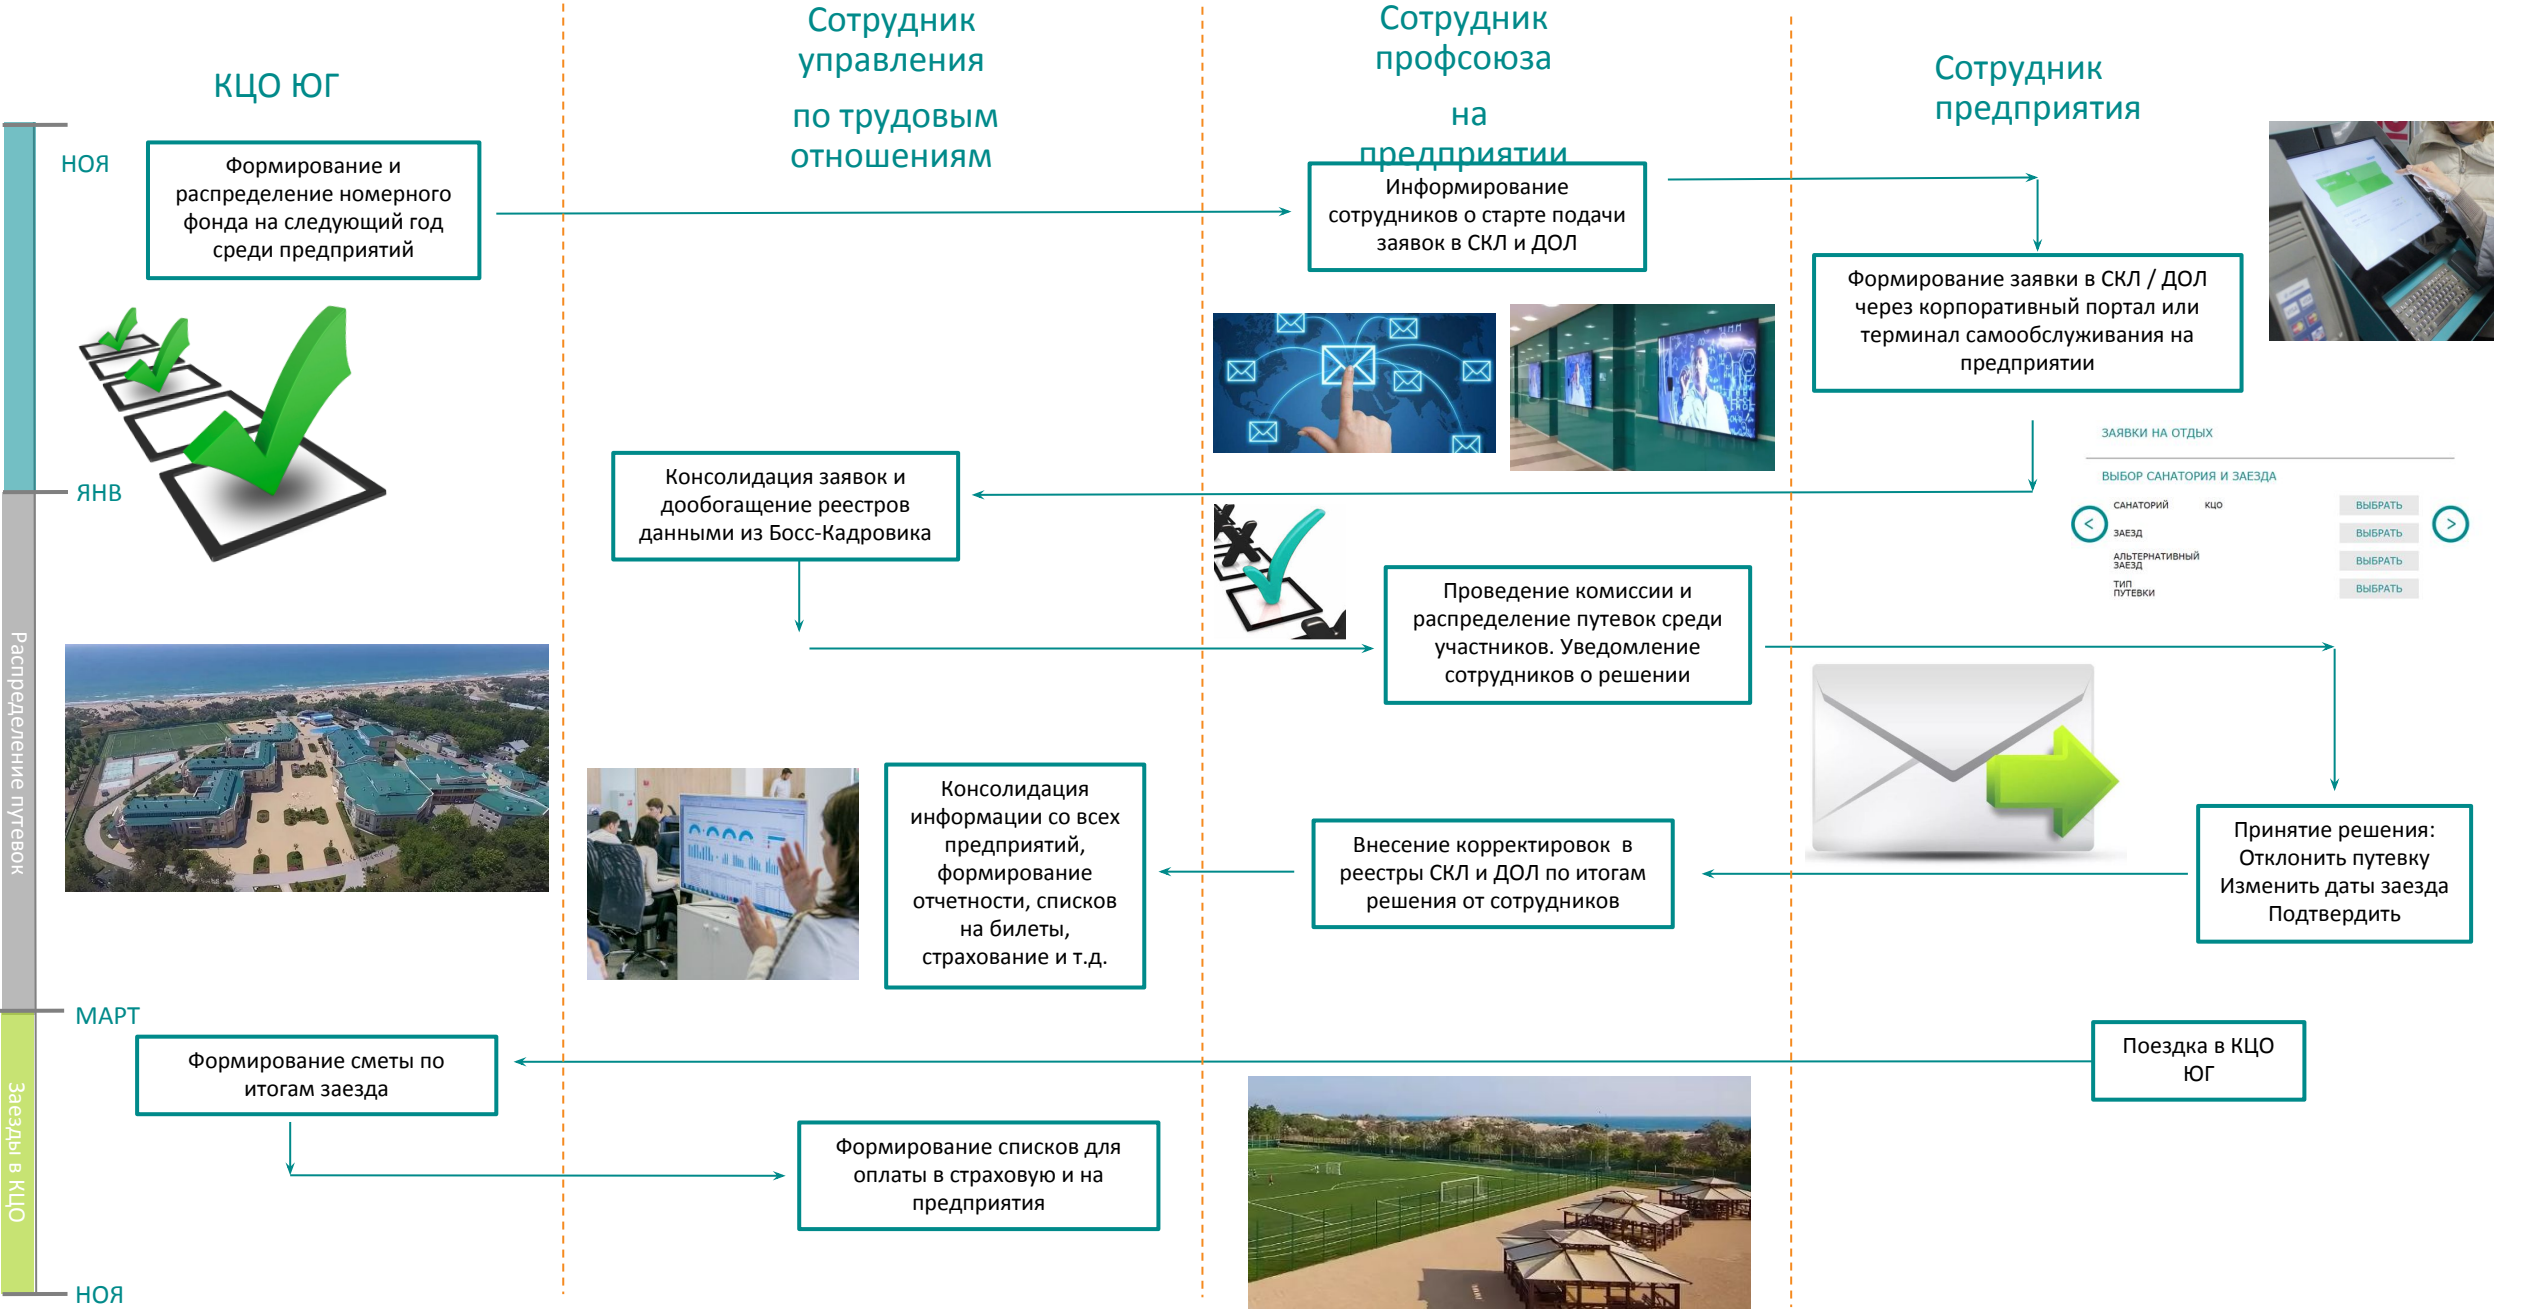 КЦО ЮГ
Сотрудник
управления
по трудовым
отношениям
Сотрудник
профсоюза
на
предприятии
Сотрудник
предприятия
НОЯ
Формирование и
распределение номерного
фонда на следующий год
среди предприятий
Информирование
сотрудников о старте подачи
заявок в СКЛ и ДОЛ
Формирование заявки в СКЛ / ДОЛ
через корпоративный портал или
терминал самообслуживания на
предприятии
ЯНВ
Консолидация заявок и
дообогащение реестров
данными из Босс-Кадровика
ЗАЯВКИ НА ОТДЫХ
ВЫБОР САНАТОРИЯ И ЗАЕЗДА
САНАТОРИЙ КЦО ВЫБРАТЬ
< >
ЗАЕЗД ВЫБРАТЬ
АЛЬТЕРНАТИВНЫЙ
ЗАЕЗД ВЫБРАТЬ
ТИП
ПУТЕВКИ ВЫБРАТЬ
Распределение путевок
Проведение комиссии и
распределение путевок среди
участников. Уведомление
сотрудников о решении
Консолидация
информации со всех
предприятий,
формирование
отчетности, списков
на билеты,
страхование и т.д.
Внесение корректировок в
реестры СКЛ и ДОЛ по итогам
решения от сотрудников
Принятие решения:
Отклонить путевку
Изменить даты заезда
Подтвердить
МАРТ
Заезды в КЦО
Формирование сметы по
итогам заезда
Поездка в КЦО
ЮГ
Формирование списков для
оплаты в страховую и на
предприятия
НОЯ